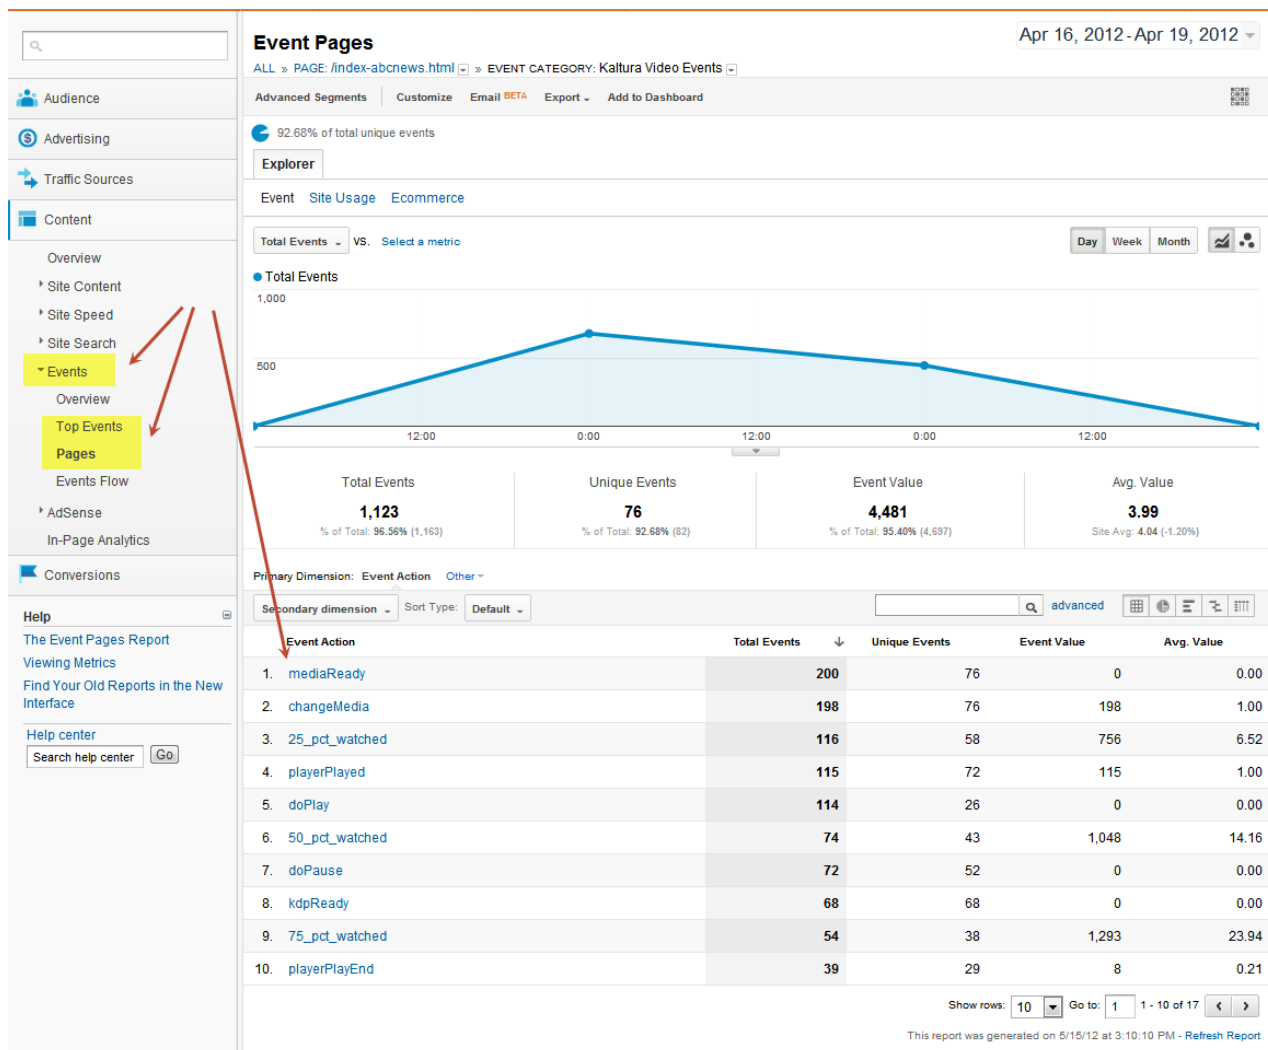 Event Pages
Apr 16, 2012 - Apr 19, 2012
ALL » PAGE: /index-abcnews.html » EVENT CATEGORY: Kaltura Video Events
Audience
Advertising
Traffic Sources
Content
Overview
Site Content
Site Speed
Site Search
Events
Overview
Top Events
Pages
Events Flow
AdSense
In-Page Analytics
Conversions
Help
The Event Pages Report
Viewing Metrics
Find Your Old Reports in the New
Interface
Help center
Search help center Go
Advanced Segments Customize Email BETA Export Add to Dashboard
92.68% of total unique events
Explorer
Event Site Usage Ecommerce
Total Events VS. Select a metric Day Week Month
Total Events
1,000
500
12:00 0:00 12:00 0:00 12:00
Total Events Unique Events Event Value Avg. Value
1,123 76 4,481 3.99
% of Total: 96.56% (1,163) % of Total: 92.68% (82) % of Total: 95.40% (4,697) Site Avg: 4.04 (-1.20%)
Primary Dimension: Event Action Other
Secondary dimension Sort Type: Default advanced
Event Action Total Events Unique Events Event Value Avg. Value
1. mediaReady 200 76 0 0.00
2. changeMedia 198 76 198 1.00
3. 25_pct_watched 116 58 756 6.52
4. playerPlayed 115 72 115 1.00
5. doPlay 114 26 0 0.00
6. 50_pct_watched 74 43 1,048 14.16
7. doPause 72 52 0 0.00
8. kdpReady 68 68 0 0.00
9. 75_pct_watched 54 38 1,293 23.94
10. playerPlayEnd 39 29 8 0.21
Show rows: 10 Go to: 1 1 - 10 of 17
This report was generated on 5/15/12 at 3:10:10 PM - Refresh Report